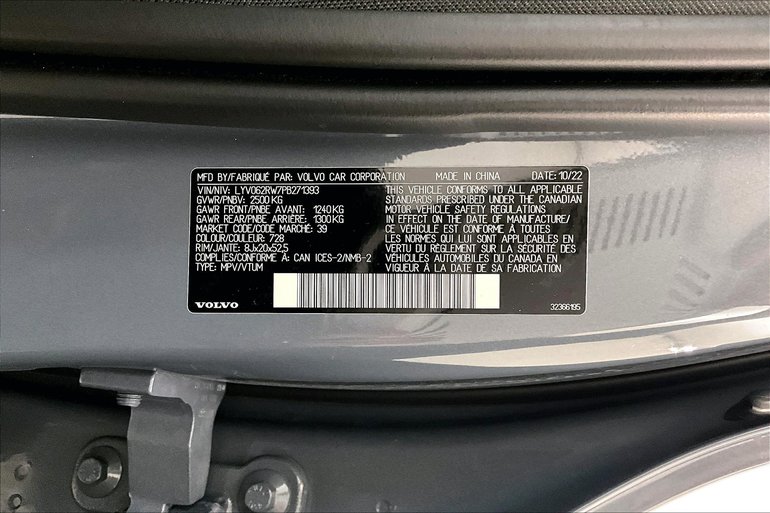 MFD BY/FABRIQUÉ PAR: VOLVO CAR CORPORATION MADE IN CHINA DATE: 10/22
VIN/NIV: LYV062RW7PB271393
GVWR/PNBV: 2500 KG
GAWR FRONT/PNBE AVANT: 1240 KG
GAWR REAR/PNBE ARRIÈRE: 1300 KG
MARKET CODE/CODE MARCHÉ: 39
COLOUR/COULEUR: 728
RIM/JANTE: 8Jx20x52,5
COMPLIES/CONFORME À: CAN ICES-2/NMB-2
TYPE: MPV/VTUM
THIS VEHICLE CONFORMS TO ALL APPLICABLE
STANDARDS PRESCRIBED UNDER THE CANADIAN
MOTOR VEHICLE SAFETY REGULATIONS
IN EFFECT ON THE DATE OF MANUFACTURE/
CE VÉHICULE EST CONFORME À TOUTES
LES NORMES QUI LUI SONT APPLICABLES EN
VERTU DU RÈGLEMENT SUR LA SÉCURITÉ DES
VÉHICULES AUTOMOBILES DU CANADA EN
VIGUEUR À LA DATE DE SA FABRICATION
VOLVO
32366195